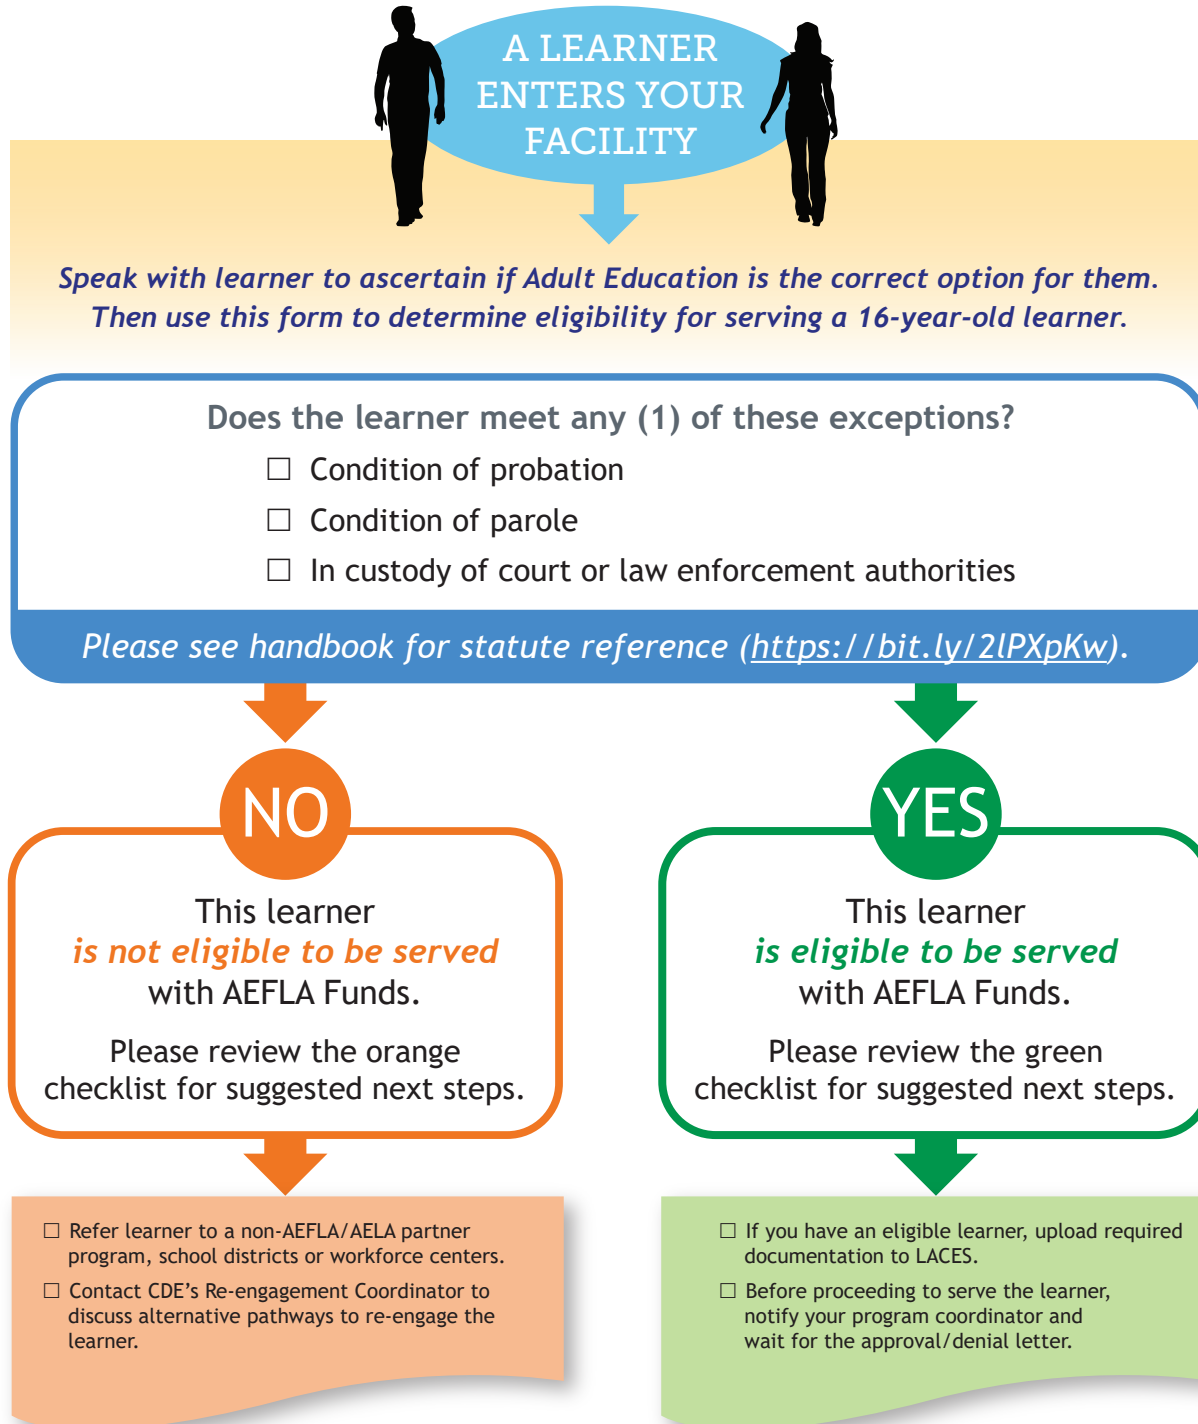 A LEARNER
ENTERS YOUR
FACILITY
Speak with learner to ascertain if Adult Education is the correct option for them.
Then use this form to determine eligibility for serving a 16-year-old learner.
Does the learner meet any (1) of these exceptions?
☐ Condition of probation
☐ Condition of parole
☐ In custody of court or law enforcement authorities
Please see handbook for statute reference (https://bit.ly/2lPXpKw).
NO
This learner
is not eligible to be served
with AEFLA Funds.
Please review the orange
checklist for suggested next steps.
☐ Refer learner to a non-AEFLA/AELA partner
program, school districts or workforce centers.
☐ Contact CDE’s Re-engagement Coordinator to
discuss alternative pathways to re-engage the
learner.
YES
This learner
is eligible to be served
with AEFLA Funds.
Please review the green
checklist for suggested next steps.
☐ If you have an eligible learner, upload required
documentation to LACES.
☐ Before proceeding to serve the learner,
notify your program coordinator and
wait for the approval/denial letter.